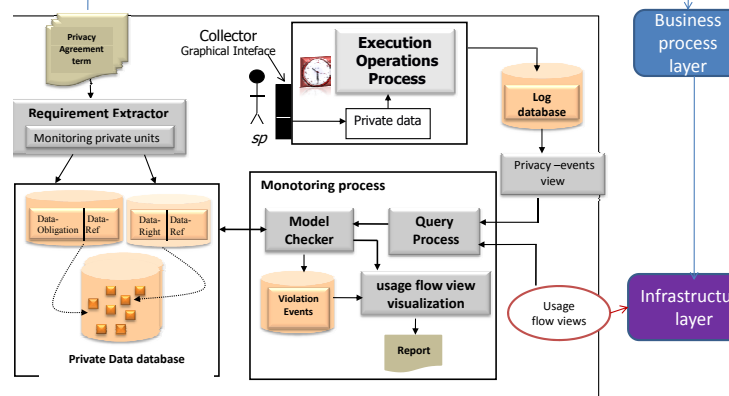 Privacy
Agreement
term
Collector
Graphical Inteface
Execution
Operations
Process
Business
process
layer
Requirement Extractor
Monitoring private units
sp
Private data
Log
database
Privacy –events
view
Monotoring process
Data-
Obligation
Data-
Ref
Data-
Right
Data-
Ref
Model
Checker
Query
Process
Violation
Events
usage flow view
visualization
Usage
flow views
Infrastructu
layer
Report
Private Data database